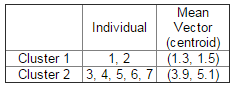 Individual Mean
Vector
(centroid)
Cluster 1 1, 2 (1.3, 1.5)
Cluster 2 3, 4, 5, 6, 7 (3.9, 5.1)